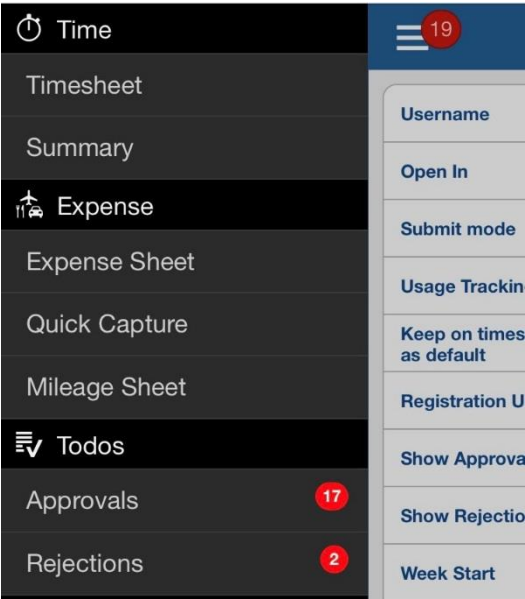 Time
Timesheet
Summary
Expense
Expense Sheet
Quick Capture
Mileage Sheet
Todos
Approvals 17
Rejections 2
19
Username
Open In
Submit mode
Usage Trackin
Keep on times
as default
Registration U
Show Approva
Show Rejectio
Week Start